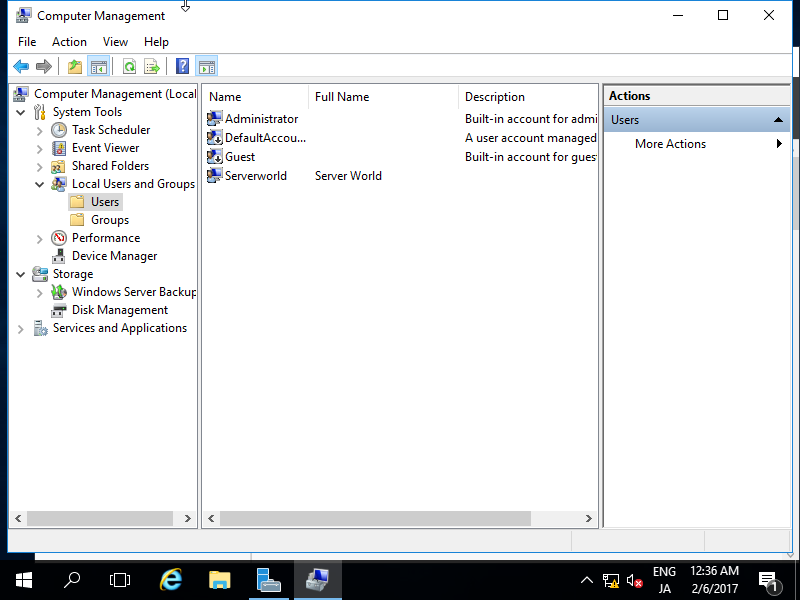 Computer Management
File Action View Help
Computer Management (Local
System Tools
Task Scheduler
Event Viewer
Shared Folders
Local Users and Groups
Users
Groups
Performance
Device Manager
Storage
Windows Server Backup
Disk Management
Services and Applications
Name Full Name Description
Administrator Built-in account for admi
DefaultAccou... A user account managed
Guest Built-in account for gues
Serverworld Server World
Actions
Users
More Actions
ENG
JA
12:36 AM
2/6/2017
1